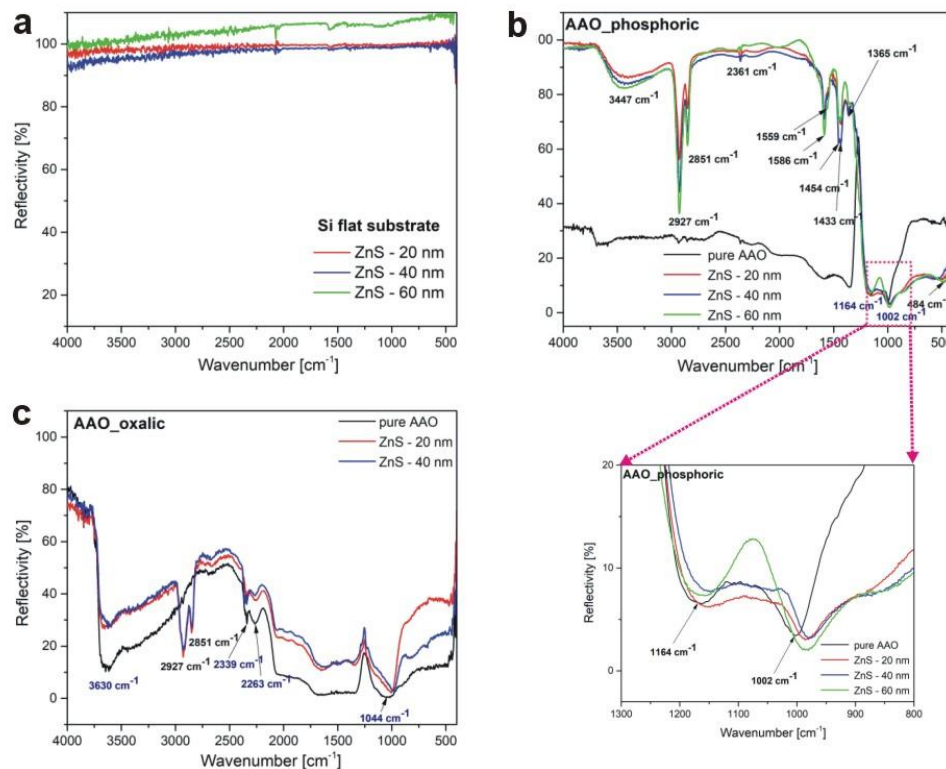 a
Reflectivity [%]
100
80
60
40
20
4000 3500 3000 2500 2000 1500 1000 500
Wavenumber [cm-1]
Si flat substrate
ZnS - 20 nm
ZnS - 40 nm
ZnS - 60 nm
b
AAO_phosphoric
Reflectivity [%]
00
80
60
40
20
0
4000 3500 3000 2500 2000 1500 1000
Wavenumber [cm-1]
3447 cm-1
2927 cm-1
2851 cm-1
2361 cm-1
1365 cm-1
1559 cm-1
1586 cm-1
1454 cm-1
1433 cm-1
1164 cm-1
1002 cm-1
484 cm-1
pure AAO
ZnS - 20 nm
ZnS - 40 nm
ZnS - 60 nm
c
AAO_oxalic
Reflectivity [%]
100
80
60
40
20
0
4000 3500 3000 2500 2000 1500 1000 500
Wavenumber [cm-1]
pure AAO
ZnS - 20 nm
ZnS - 40 nm
3630 cm-1
2927 cm-1
2851 cm-1
2339 cm-1
2263 cm-1
1044 cm-1
AAO_phosphoric
Reflectivity [%]
20
10
0
1300 1200 1100 1000 900 800
Wavenumber [cm-1]
1164 cm-1
1002 cm-1
pure AAO
ZnS - 20 nm
ZnS - 40 nm
ZnS - 60 nm